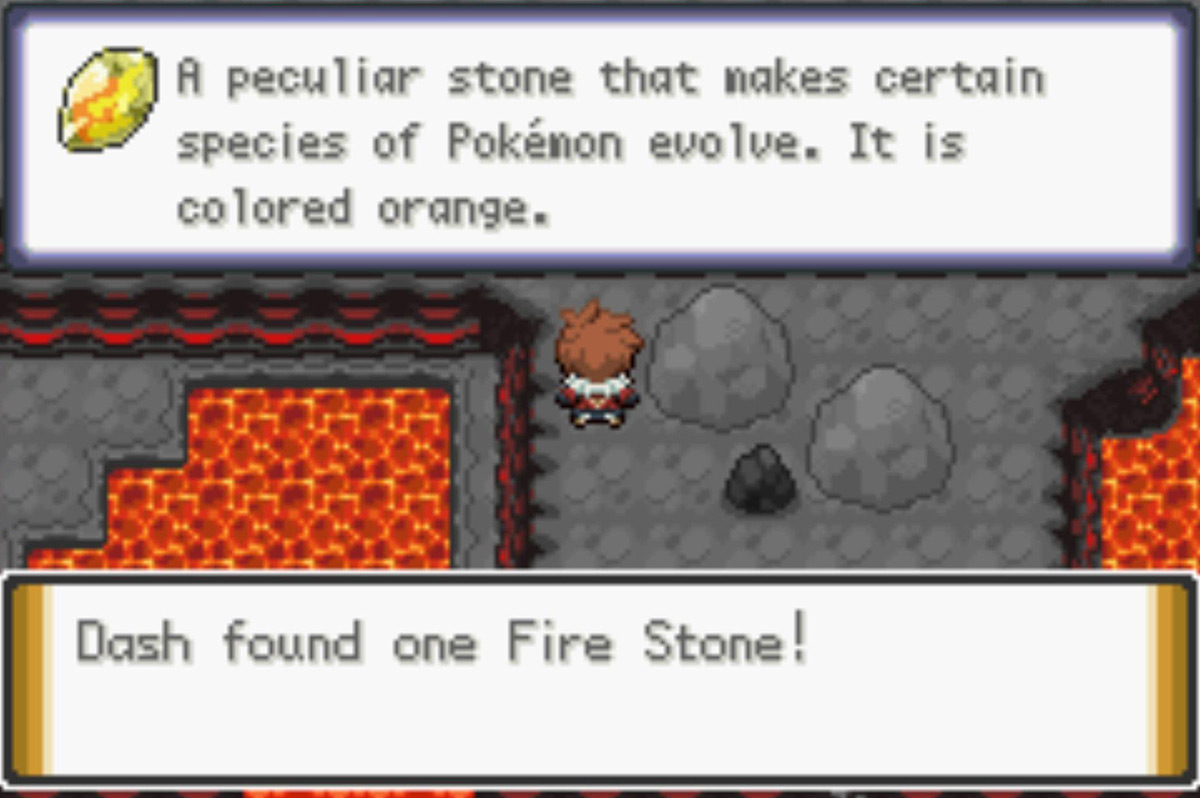 A peculiar stone that makes certain
species of Pokémon evolve. It is
colored orange.
Dash found one Fire Stone!